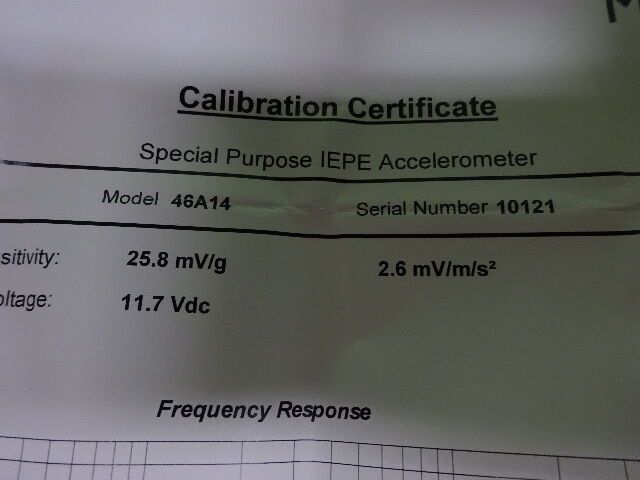 Calibration Certificate
Special Purpose IEPE Accelerometer
Model 46A14 Serial Number 10121
sitivity: 25.8 mV/g 2.6 mV/m/s²
oltage: 11.7 Vdc
Frequency Response